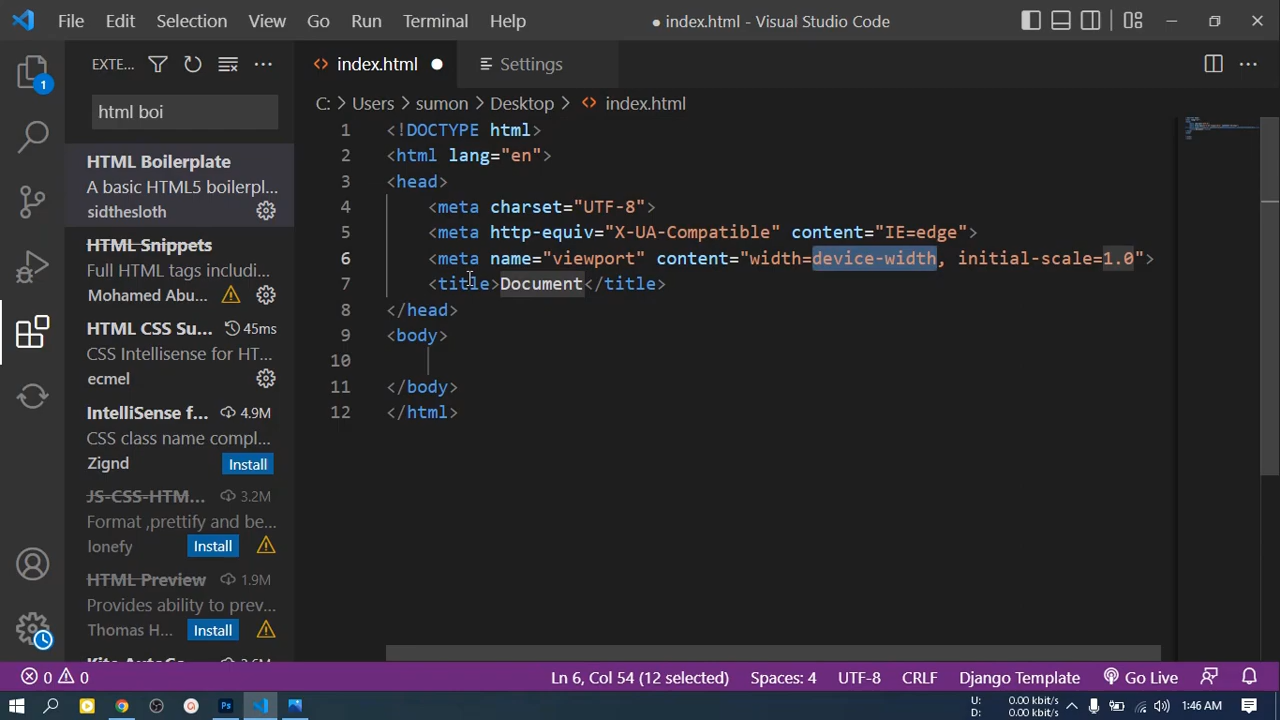 File Edit Selection View Go Run Terminal Help ● index.html - Visual Studio Code
EXTE...
index.html
Settings
html boi
C: > Users > sumon > Desktop > index.html
1 <!DOCTYPE html>
2 <html lang="en">
3 <head>
4 <meta charset="UTF-8">
5 <meta http-equiv="X-UA-Compatible" content="IE=edge">
6 <meta name="viewport" content="width=device-width, initial-scale=1.0">
7 <title>Document</title>
8 </head>
9 <body>
10
11 </body>
12 </html>
1
HTML Boilerplate
A basic HTML5 boilerpl...
sidthesloth
HTML Snippets
Full HTML tags includi...
Mohamed Abu...
HTML CSS Su... 45ms
CSS Intellisense for HT...
ecmel
IntelliSense f... 4.9M
CSS class name compl...
Zignd Install
JS-CSS-HTM... 3.2M
Format ,prettify and be...
lonefy Install
HTML Preview 1.9M
Provides ability to prev...
Thomas H... Install
0 0 Ln 6, Col 54 (12 selected) Spaces: 4 UTF-8 CRLF Django Template Go Live
U: 0.00 kbit/s
D: 0.00 kbit/s
1:46 AM